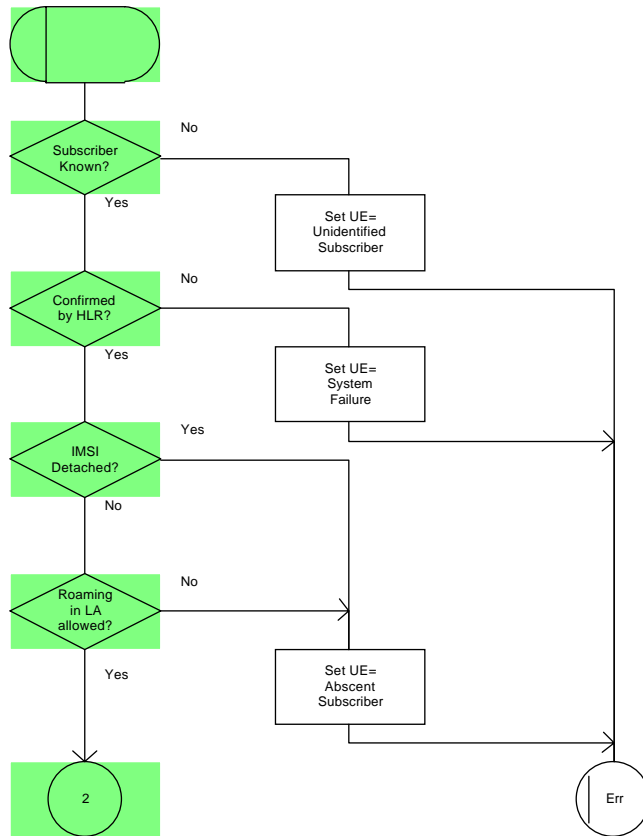 No
Subscriber
Known?
Yes
Set UE=
Unidentified
Subscriber
No
Confirmed
by HLR?
Yes
Set UE=
System
Failure
Yes
IMSI
Detached?
No
No
Roaming
in LA
allowed?
Yes
Set UE=
Abscent
Subscriber
2
Err